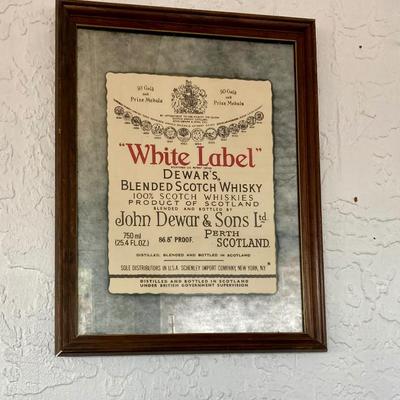 93 Gold
and
Prize Medals
90 Gold
and
Prize Medals
"White Label"
DEWAR'S
BLENDED SCOTCH WHISKY
100% SCOTCH WHISKIES
PRODUCT OF SCOTLAND
BLENDED AND BOTTLED BY
John Dewar & Sons Ltd
750 ml
(25.4 FL.OZ.)
86.8° PROOF.
PERTH
SCOTLAND.
DISTILLED, BLENDED AND BOTTLED IN SCOTLAND
SOLE DISTRIBUTORS IN U.S.A. SCHENLEY IMPORT COMPANY, NEW YORK, N.Y.
DISTILLED AND BOTTLED IN SCOTLAND
UNDER BRITISH GOVERNMENT SUPERVISION